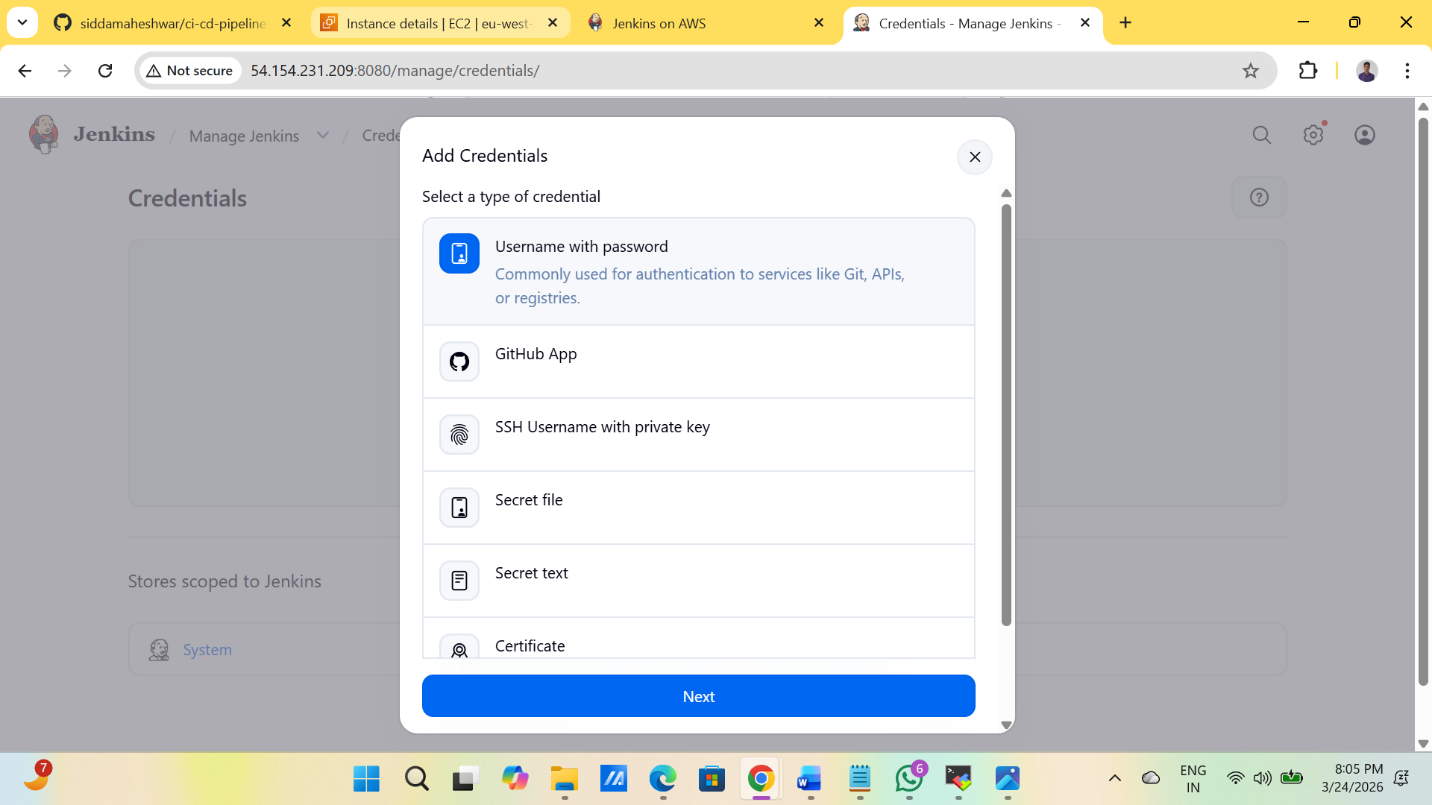 siddamaheshwar/ci-cd-pipeline
Instance details | EC2 | eu-west-
Jenkins on AWS
Credentials - Manage Jenkins -
Not secure
54.154.231.209:8080/manage/credentials/
Jenkins / Manage Jenkins / Crede
Credentials
Add Credentials
Select a type of credential
Username with password
Commonly used for authentication to services like Git, APIs,
or registries.
GitHub App
SSH Username with private key
Secret file
Secret text
Certificate
Next
Stores scoped to Jenkins
System
7
6
ENG
IN
8:05 PM
3/24/2026